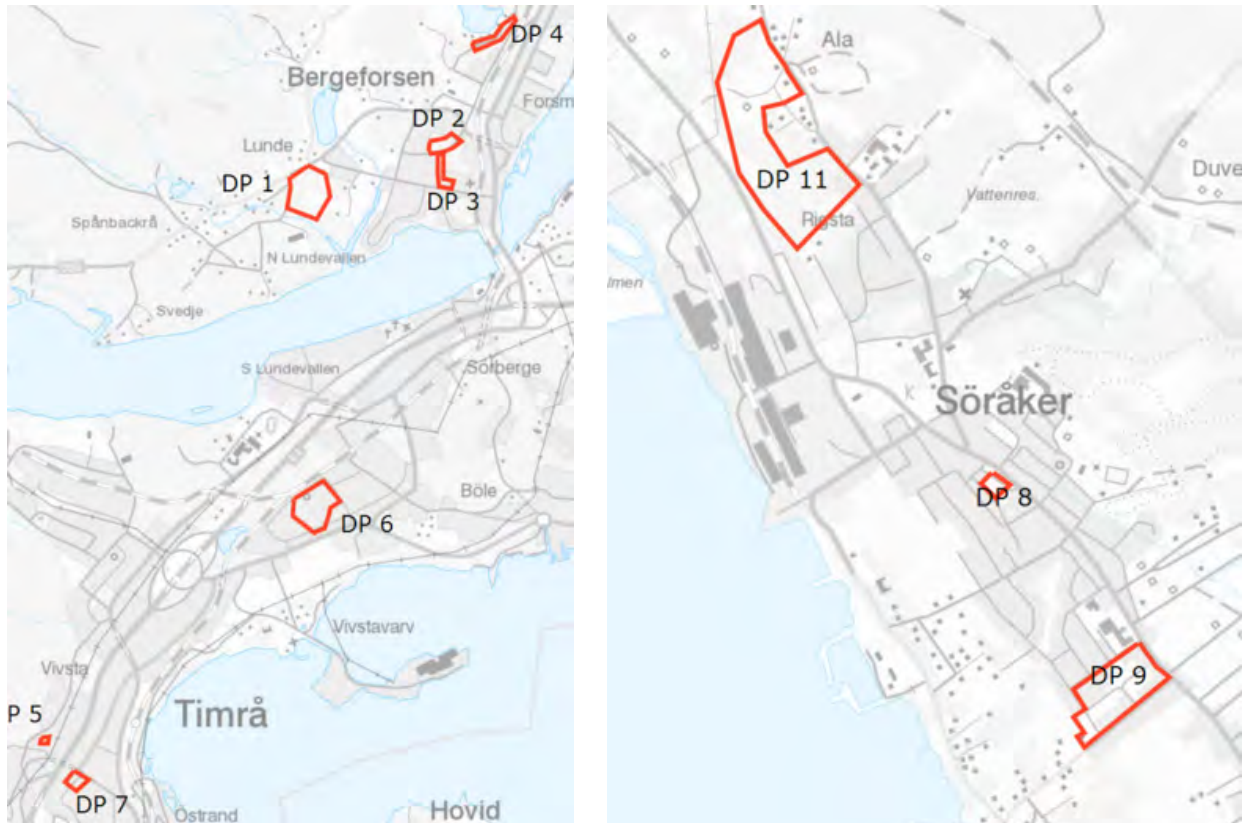 DP 4
Bergeforsen
Forsm
DP 2
Lunde
DP 1
DP 3
Spånbackrå
N Lundevallen
Svedje
S Lundevallen
Sörberge
Böle
DP 6
Vivstavarv
Vivsta
Timrå
P 5
DP 7
Östrand
Hovid
Ala
DP 11
Duve
Vattenres.
Rigsta
lmen
K
Söråker
DP 8
DP 9